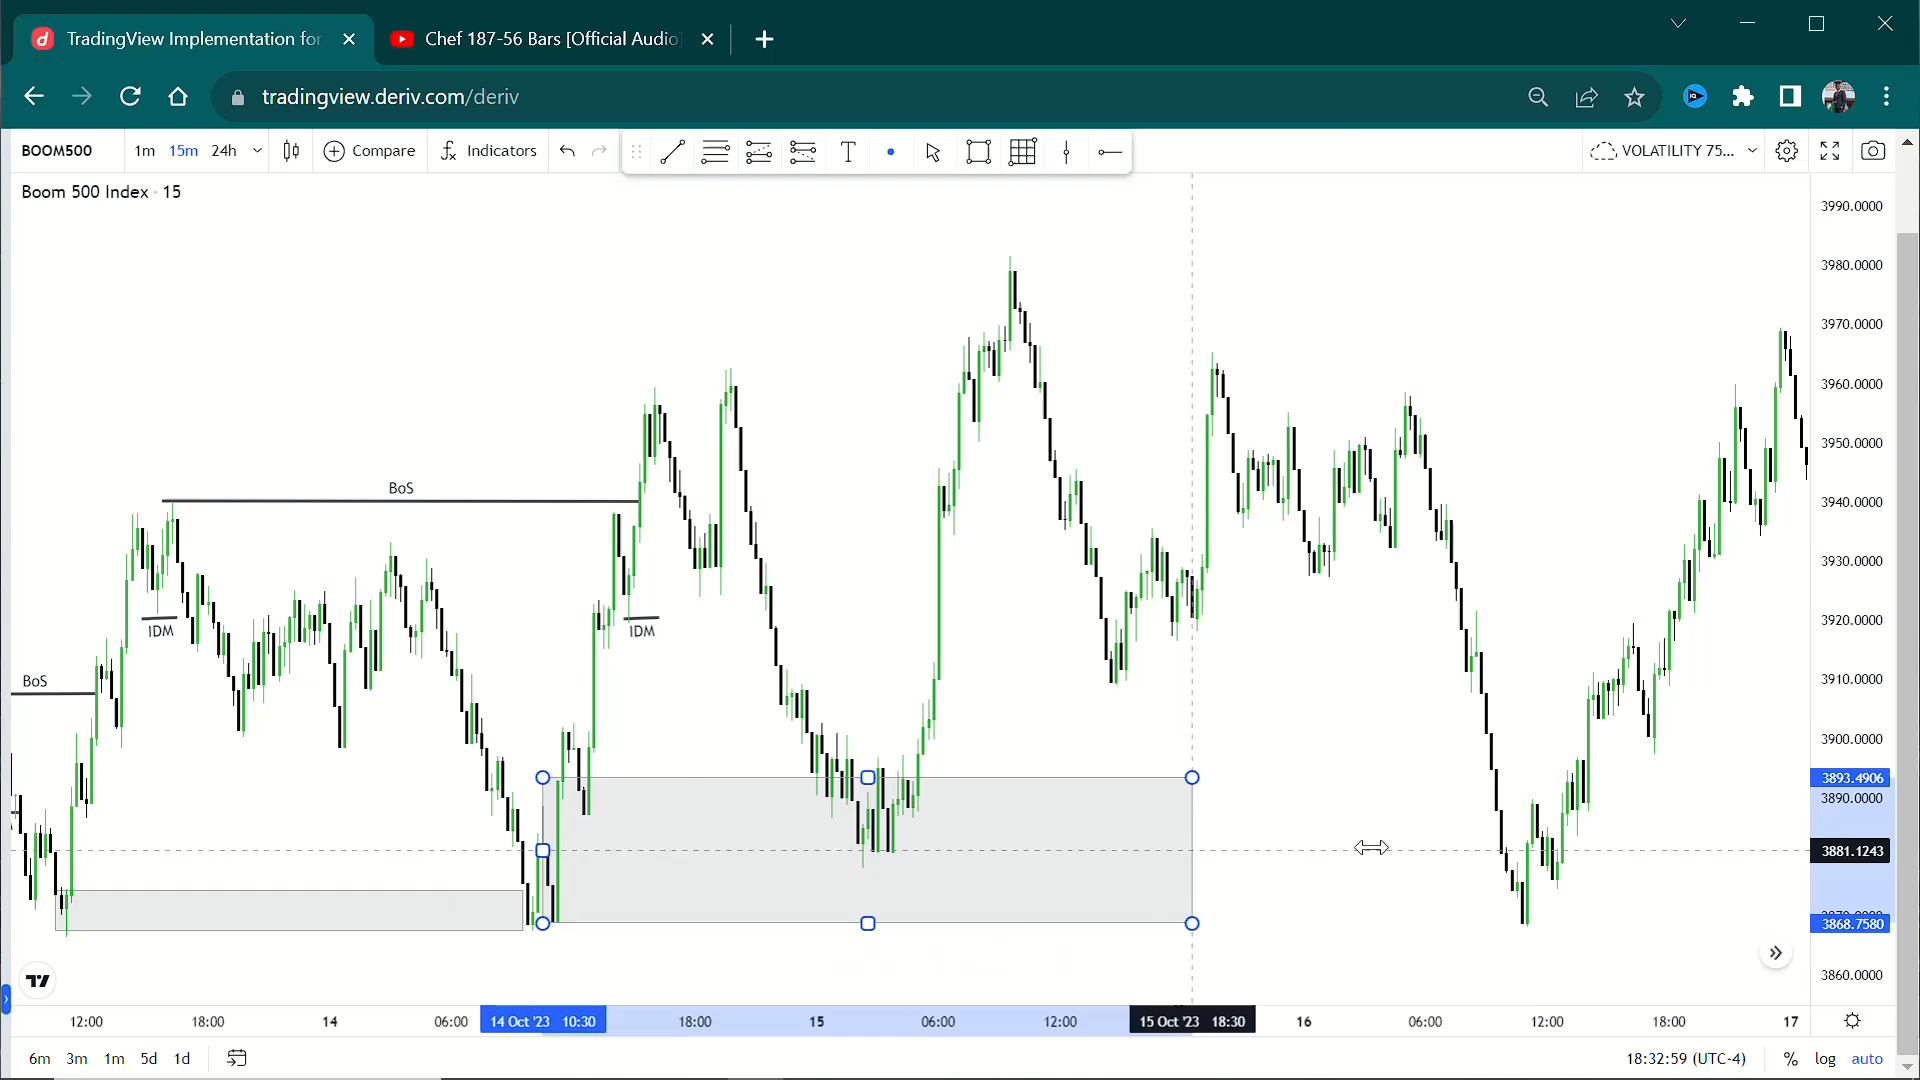 TradingView Implementation for
Chef 187-56 Bars [Official Audio]
tradingview.deriv.com/deriv
BOOM500
1m 15m 24h
Compare
Indicators
VOLATILITY 75...
Boom 500 Index · 15
3990.0000
3980.0000
3970.0000
3960.0000
3950.0000
3940.0000
3930.0000
3920.0000
3910.0000
3900.0000
3893.4906
3890.0000
3881.1243
3868.7580
3860.0000
BoS
IDM
IDM
BoS
12:00 18:00 14 06:00 14 Oct '23 10:30 18:00 15 06:00 12:00 15 Oct '23 18:30 16 06:00 12:00 18:00 17
6m 3m 1m 5d 1d
18:32:59 (UTC-4) % log auto